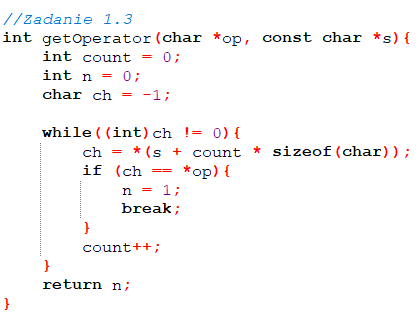 //Zadanie 1.3
int getOperator(char *op, const char *s){
    int count = 0;
    int n = 0;
    char ch = -1;

    while((int)ch != 0){
        ch = *(s + count * sizeof(char));
        if (ch == *op){
            n = 1;
            break;
        }
        count++;
    }
    return n;
}